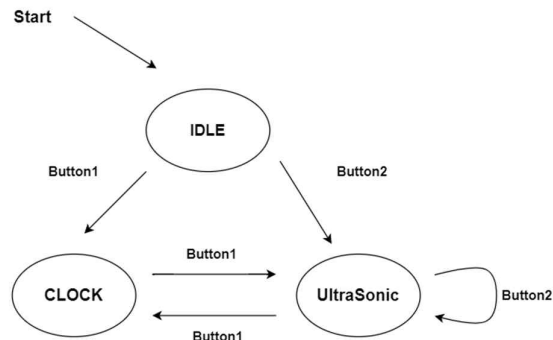 Start
IDLE
Button1
Button2
Button1
CLOCK
UltraSonic
Button2
Button1